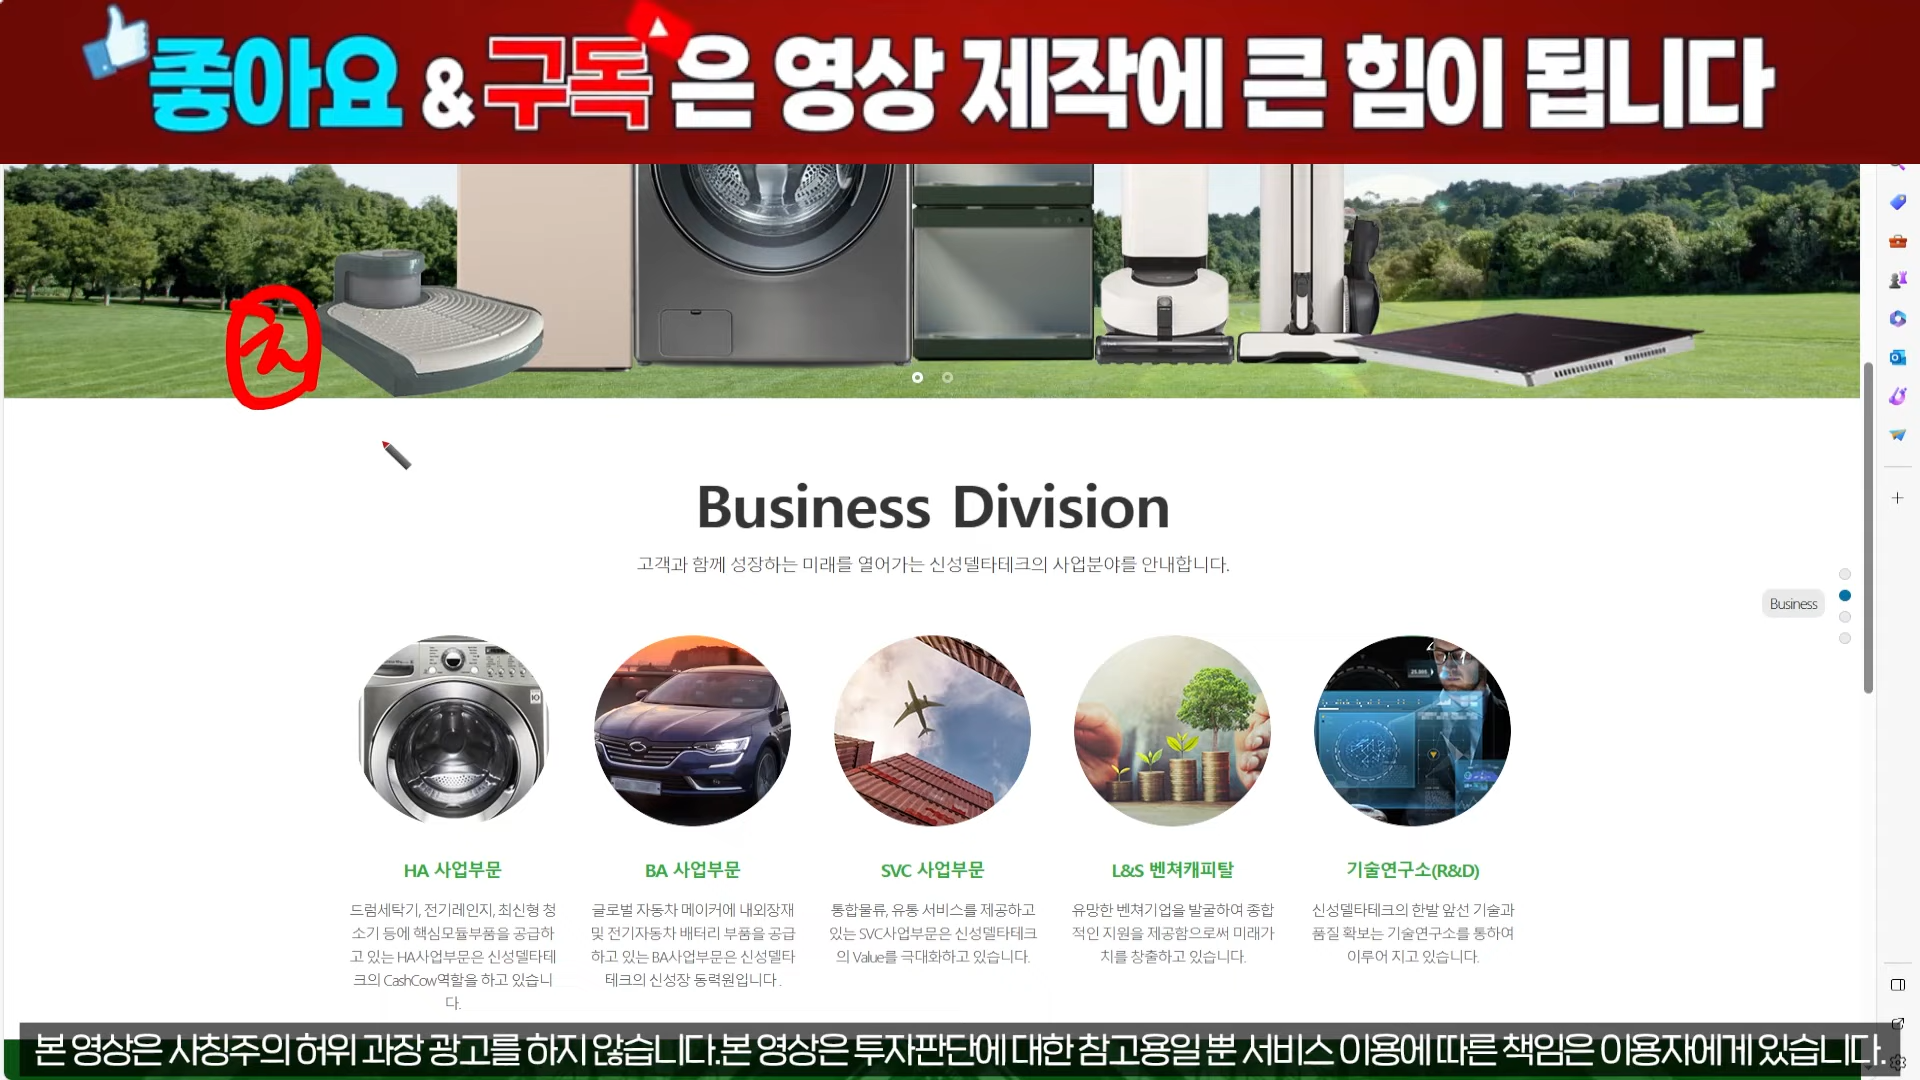 좋아요 & 구독 은 영상 제작에 큰 힘이 됩니다
Business Division
고객과 함께 성장하는 미래를 열어가는 신성델타테크의 사업분야를 안내합니다.
Business
HA 사업부문
드럼세탁기, 전기레인지, 최신형 청
소기 등에 핵심모듈부품을 공급하
고 있는 HA사업부문은 신성델타테
크의 CashCow역할을 하고 있습니
다.
BA 사업부문
글로벌 자동차 메이커에 내외장재
및 전기자동차 배터리 부품을 공급
하고 있는 BA사업부문은 신성델타
테크의 신성장 동력원입니다.
SVC 사업부문
통합물류, 유통 서비스를 제공하고
있는 SVC사업부문은 신성델타테크
의 Value를 극대화하고 있습니다.
L&S 벤쳐캐피탈
유망한 벤쳐기업을 발굴하여 종합
적인 지원을 제공함으로써 미래가
치를 창출하고 있습니다.
기술연구소(R&D)
신성델타테크의 한발 앞선 기술과
품질 확보는 기술연구소를 통하여
이루어 지고 있습니다.
본 영상은 사칭주의 허위 과장 광고를 하지 않습니다.본 영상은 투자판단에 대한 참고용일 뿐 서비스 이용에 따른 책임은 이용자에게 있습니다.